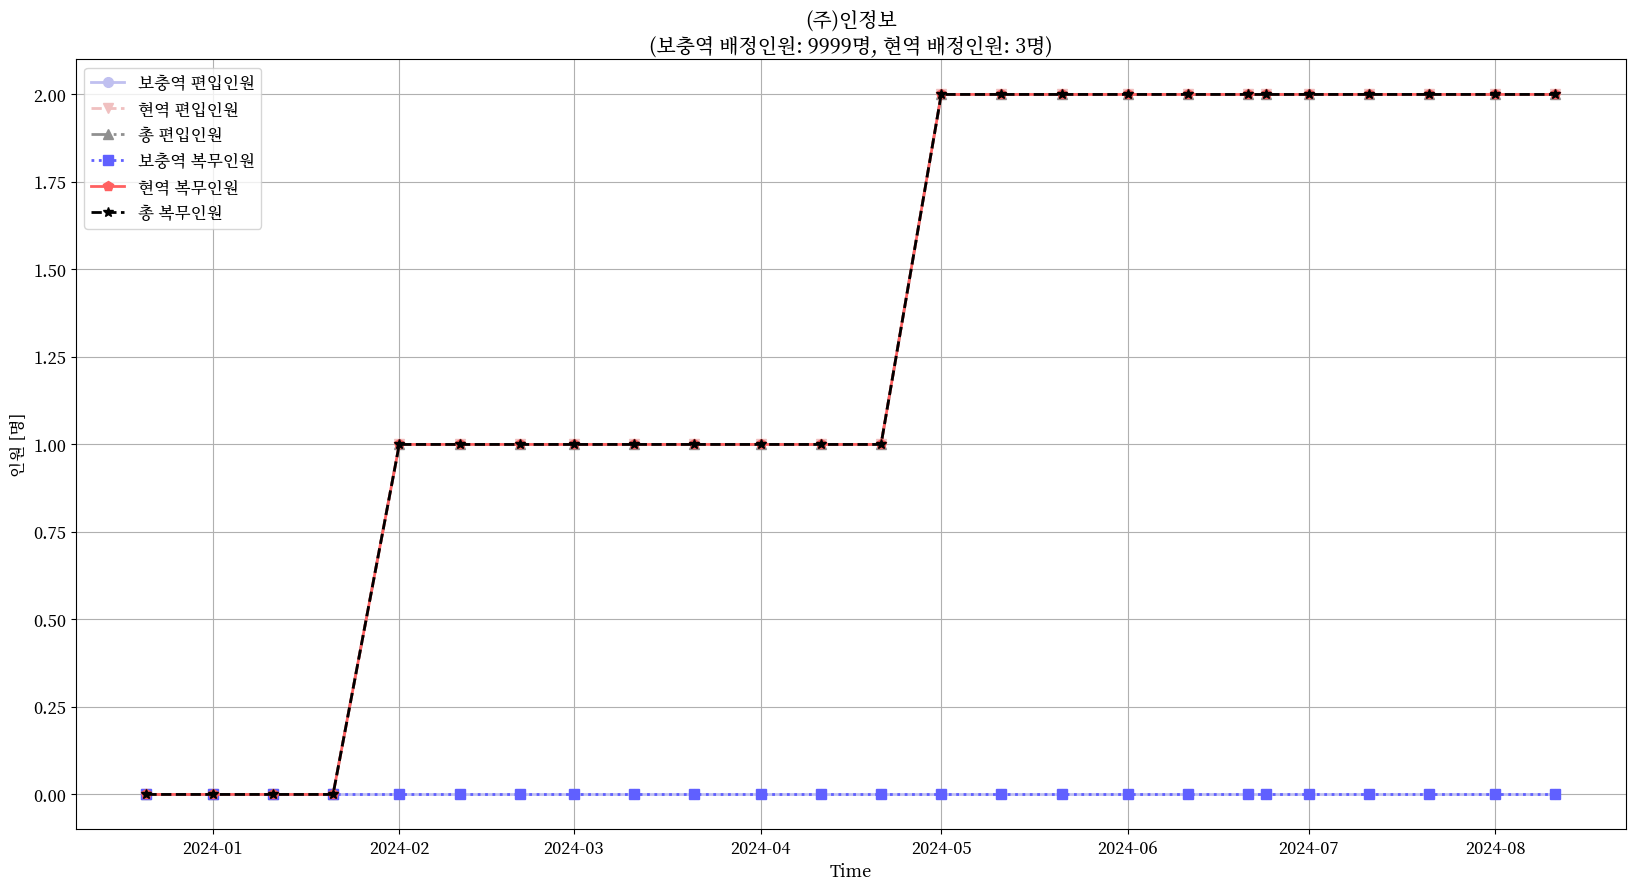 (주)인정보
(보충역 배정인원: 9999명, 현역 배정인원: 3명)
보충역 편입인원
현역 편입인원
총 편입인원
보충역 복무인원
현역 복무인원
총 복무인원
인원 [명]
2.00
1.75
1.50
1.25
1.00
0.75
0.50
0.25
0.00
2024-01 2024-02 2024-03 2024-04 2024-05 2024-06 2024-07 2024-08
Time